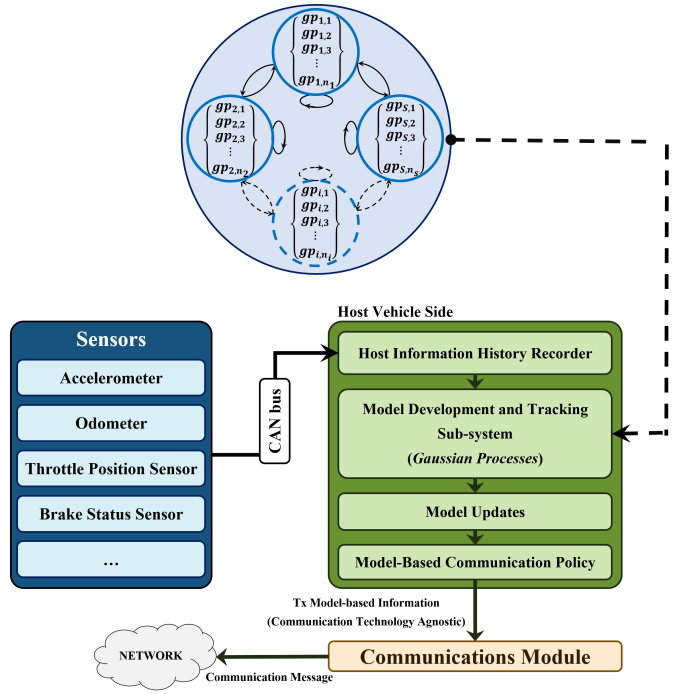 gp1,1
gp1,2
gp1,3
⋮
gp1,n1
gp2,1
gp2,2
gp2,3
⋮
gp2,n2
gpS,1
gpS,2
gpS,3
⋮
gpS,ns
gpi,1
gpi,2
gpi,3
⋮
gpi,ni
Host Vehicle Side
Sensors
Accelerometer
Odometer
Throttle Position Sensor
Brake Status Sensor
…
CAN bus
Host Information History Recorder
Model Development and Tracking
Sub-system
(Gaussian Processes)
Model Updates
Model-Based Communication Policy
Tx Model-based Information
(Communication Technology Agnostic)
Communications Module
NETWORK
Communication Message